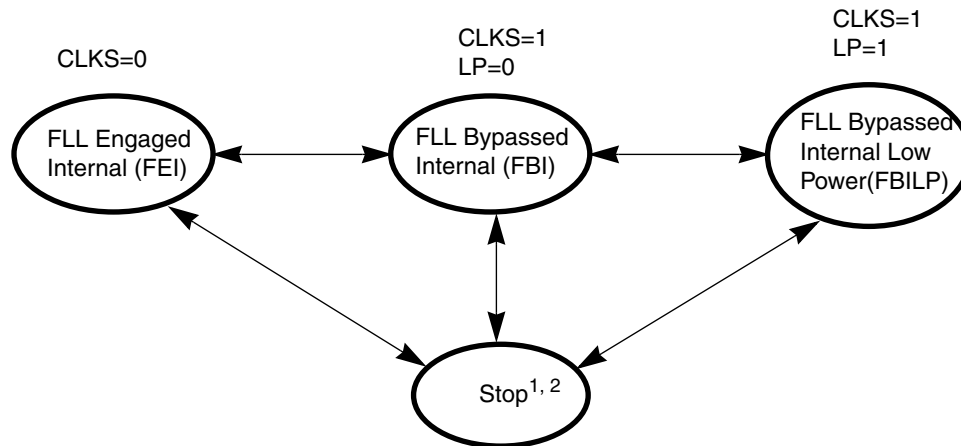 CLKS=0
CLKS=1
LP=0
CLKS=1
LP=1
FLL Engaged
Internal (FEI)
FLL Bypassed
Internal (FBI)
FLL Bypassed
Internal Low
Power(FBILP)
Stop1, 2